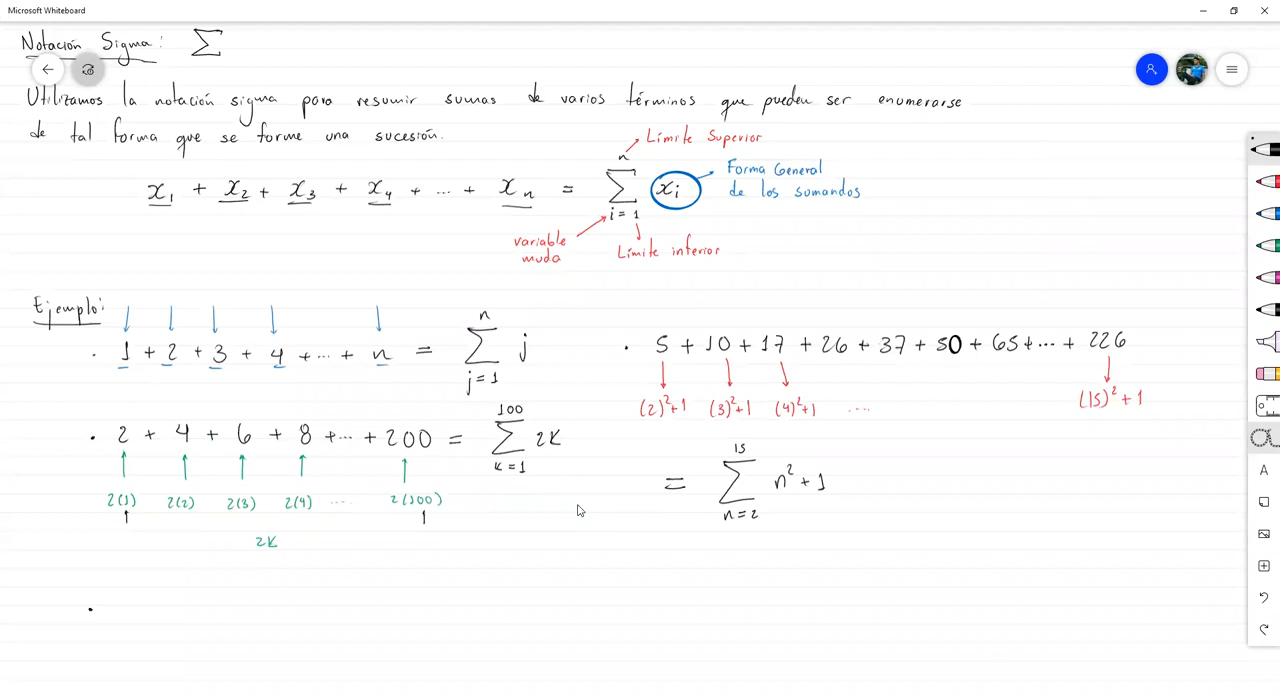 Microsoft Whiteboard
Notación Sigma: Σ
Utilizamos la notación sigma para resumir sumas de varios términos que pueden ser enumerarse
de tal forma que se forme una sucesión.
Límite Superior
n
Forma General
de los sumandos
x₁ + x₂ + x₃ + x₄ + ... + xₙ = Σ xᵢ
i = 1
variable
muda
Límite inferior
Ejemplo:
n
· 1 + 2 + 3 + 4 + ... + n = Σ j
j = 1
100
· 2 + 4 + 6 + 8 + ... + 200 = Σ 2K
K = 1
2(1) 2(2) 2(3) 2(4) .... 2(100)
2K
· 5 + 10 + 17 + 26 + 37 + 50 + 65 + ... + 226
(2)² + 1 (3)² + 1 (4)² + 1 .... (15)² + 1
15
= Σ n² + 1
n = 2
·
A